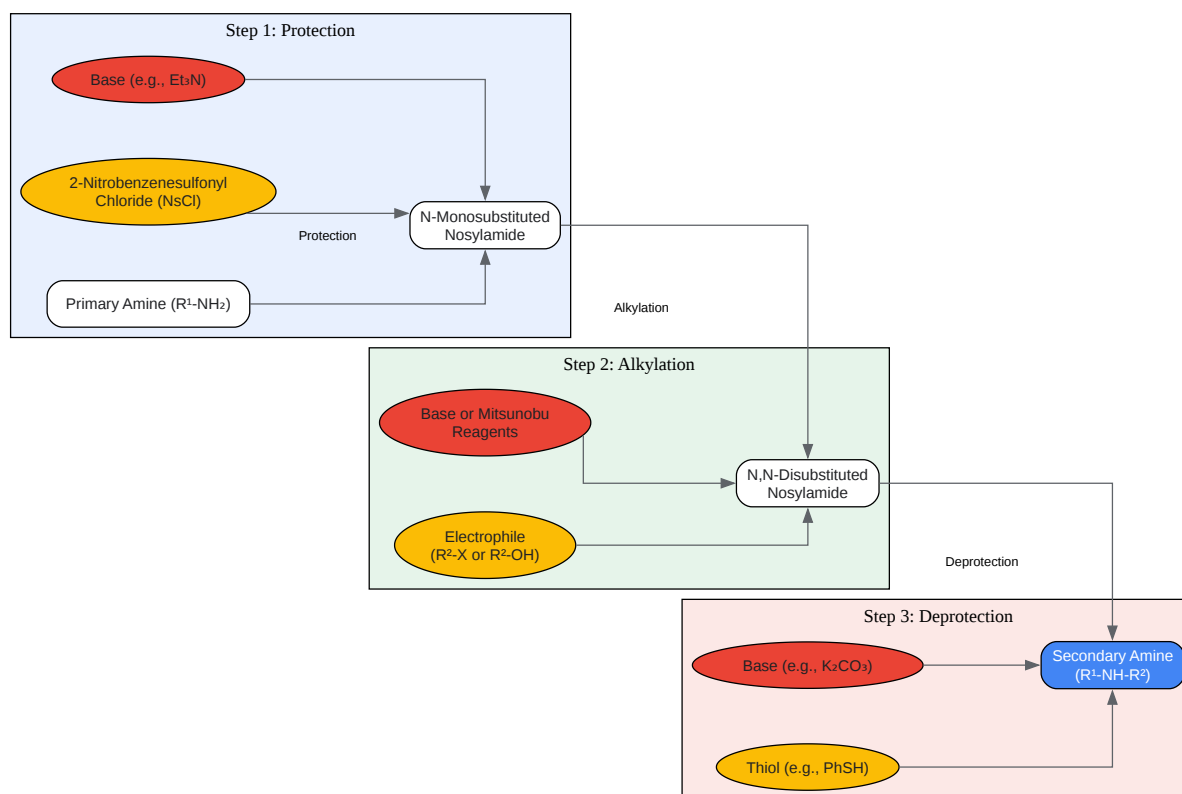 Step 1: Protection
Base (e.g., Et₃N)
2-Nitrobenzenesulfonyl
Chloride (NsCl)
Protection
N-Monosubstituted
Nosylamide
Primary Amine (R¹-NH₂)
Alkylation
Step 2: Alkylation
Base or Mitsunobu
Reagents
N,N-Disubstituted
Nosylamide
Electrophile
(R²-X or R²-OH)
Deprotection
Step 3: Deprotection
Base (e.g., K₂CO₃)
Secondary Amine
(R¹-NH-R²)
Thiol (e.g., PhSH)